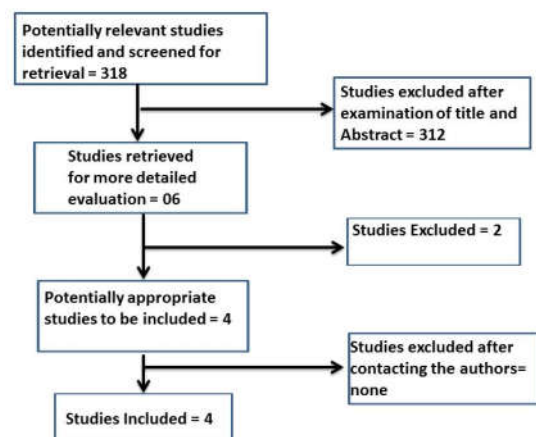 Potentially relevant studies
identified and screened for
retrieval = 318
Studies excluded after
examination of title and
Abstract = 312
Studies retrieved
for more detailed
evaluation = 06
Studies Excluded = 2
Potentially appropriate
studies to be included = 4
Studies excluded after
contacting the authors=
none
Studies Included = 4